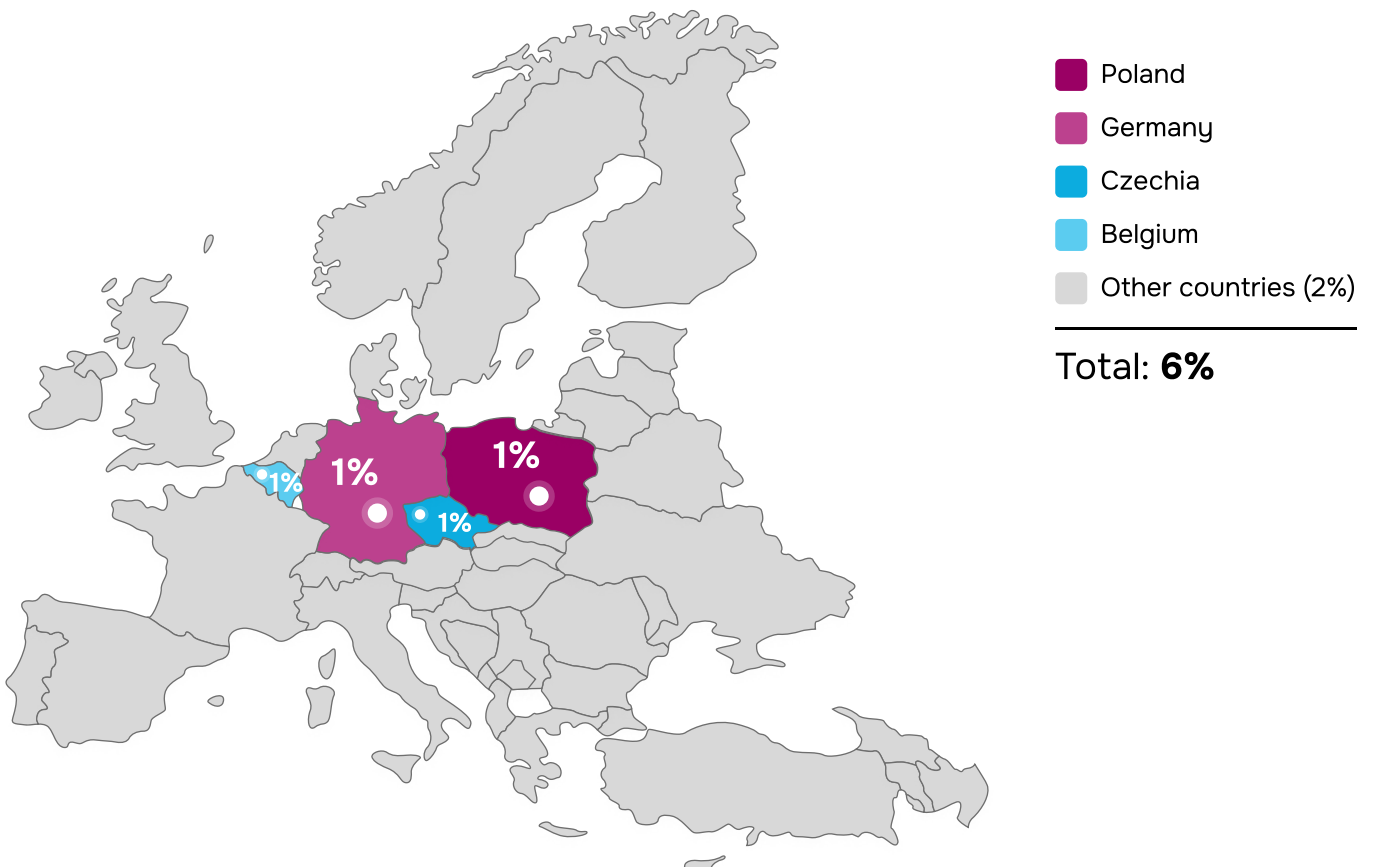 Poland
Germany
Czechia
Belgium
Other countries (2%)
Total: 6%
1%
1%
1%
1%